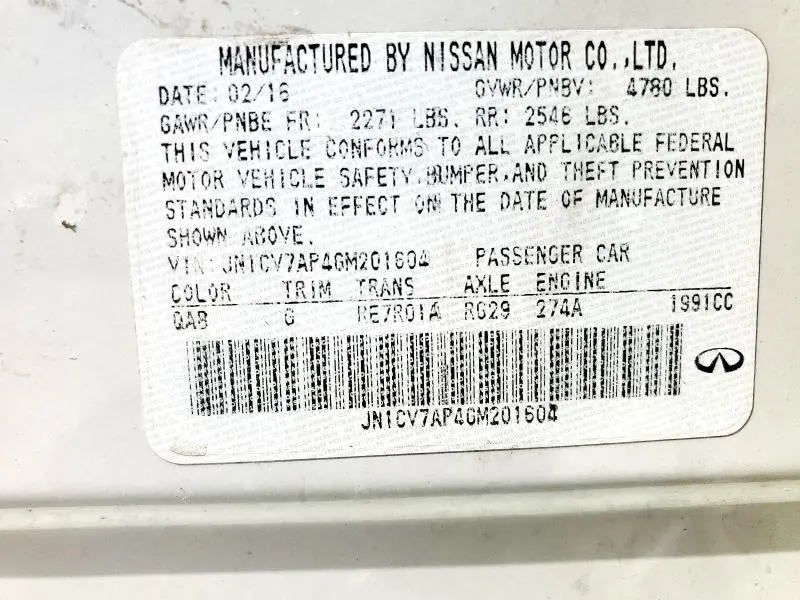 MANUFACTURED BY NISSAN MOTOR CO.,LTD.
DATE: 02/16 GVWR/PNBV: 4780 LBS.
GAWR/PNBE FR: 2271 LBS. RR: 2546 LBS.
THIS VEHICLE CONFORMS TO ALL APPLICABLE FEDERAL
MOTOR VEHICLE SAFETY,BUMPER,AND THEFT PREVENTION
STANDARDS IN EFFECT ON THE DATE OF MANUFACTURE
SHOWN ABOVE.
VIN: JN1CV7AP4GM201604 PASSENGER CAR
COLOR TRIM TRANS AXLE ENGINE
QAB G RE7R01A RC29 274A 1991CC
JN1CV7AP4GM201604